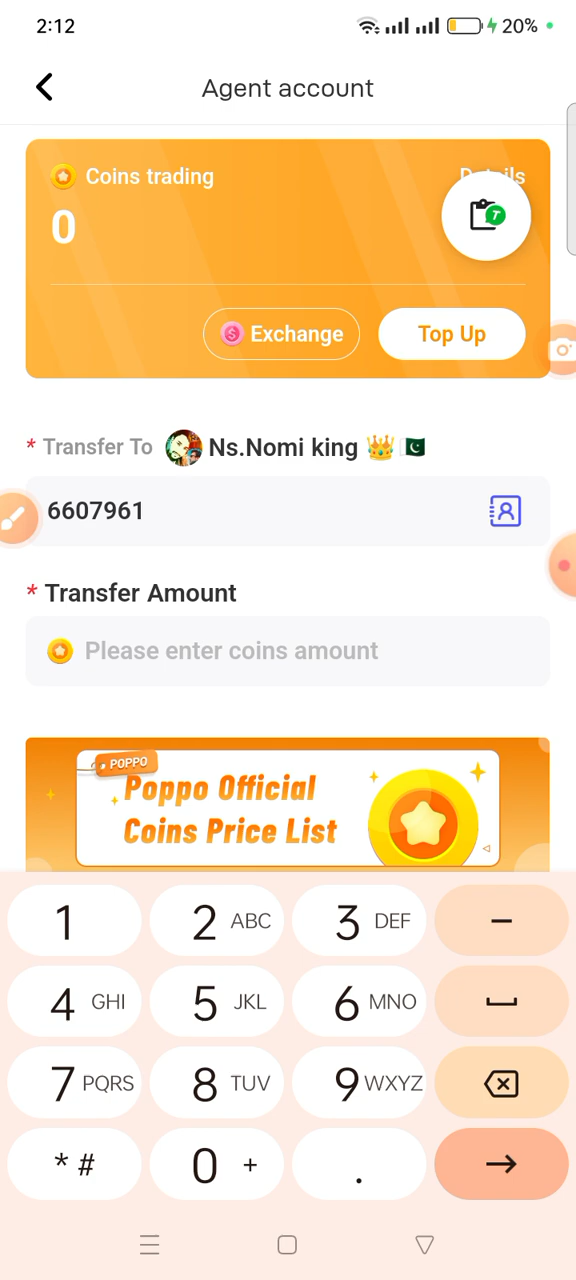 2:12
20%
Agent account
Coins trading
Details
0
Exchange
Top Up
* Transfer To Ns.Nomi king 👑🇵🇰
6607961
* Transfer Amount
Please enter coins amount
POPPO
Poppo Official
Coins Price List
1 2 ABC 3 DEF −
4 GHI 5 JKL 6 MNO
7 PQRS 8 TUV 9 WXYZ
* # 0 + . →